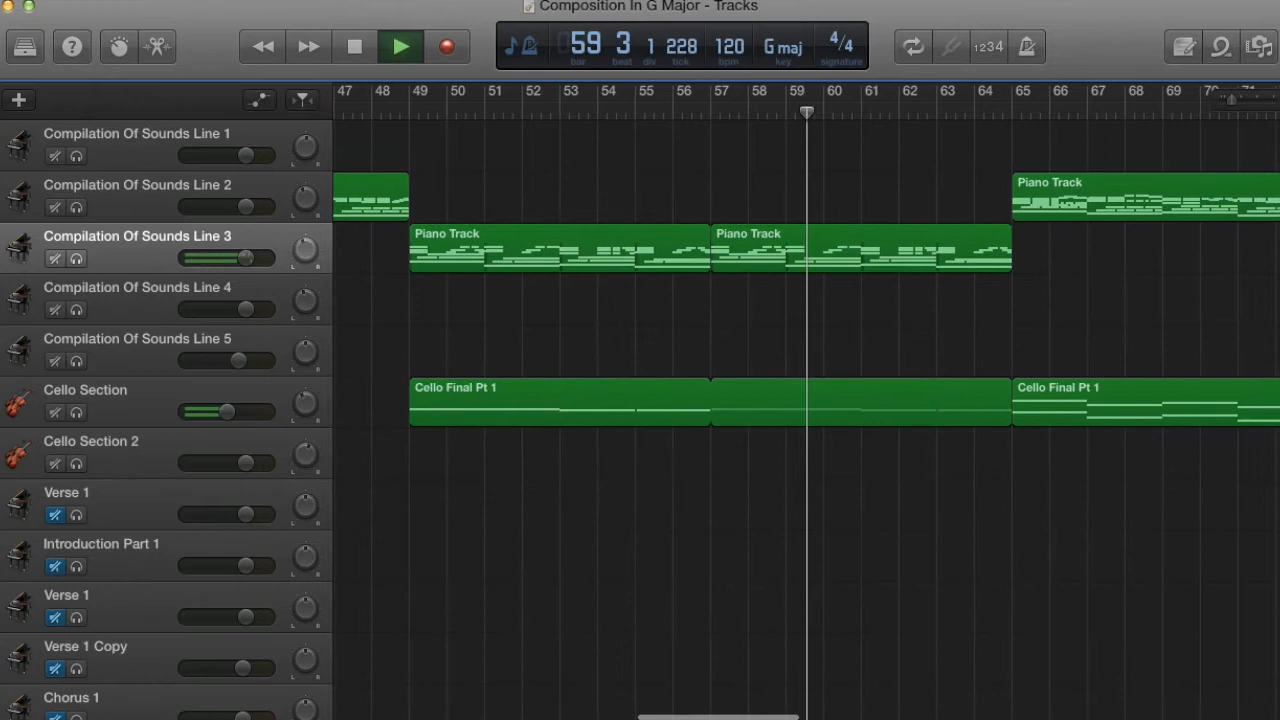 Composition In G Major - Tracks
59 3 1 228 120 G maj 4/4
bar beat div tick bpm key signature
1234
47 48 49 50 51 52 53 54 55 56 57 58 59 60 61 62 63 64 65 66 67 68 69 70 71
Compilation Of Sounds Line 1
Compilation Of Sounds Line 2
Piano Track
Compilation Of Sounds Line 3
Piano Track Piano Track
Compilation Of Sounds Line 4
Compilation Of Sounds Line 5
Cello Section
Cello Final Pt 1 Cello Final Pt 1
Cello Section 2
Verse 1
Introduction Part 1
Verse 1
Verse 1 Copy
Chorus 1